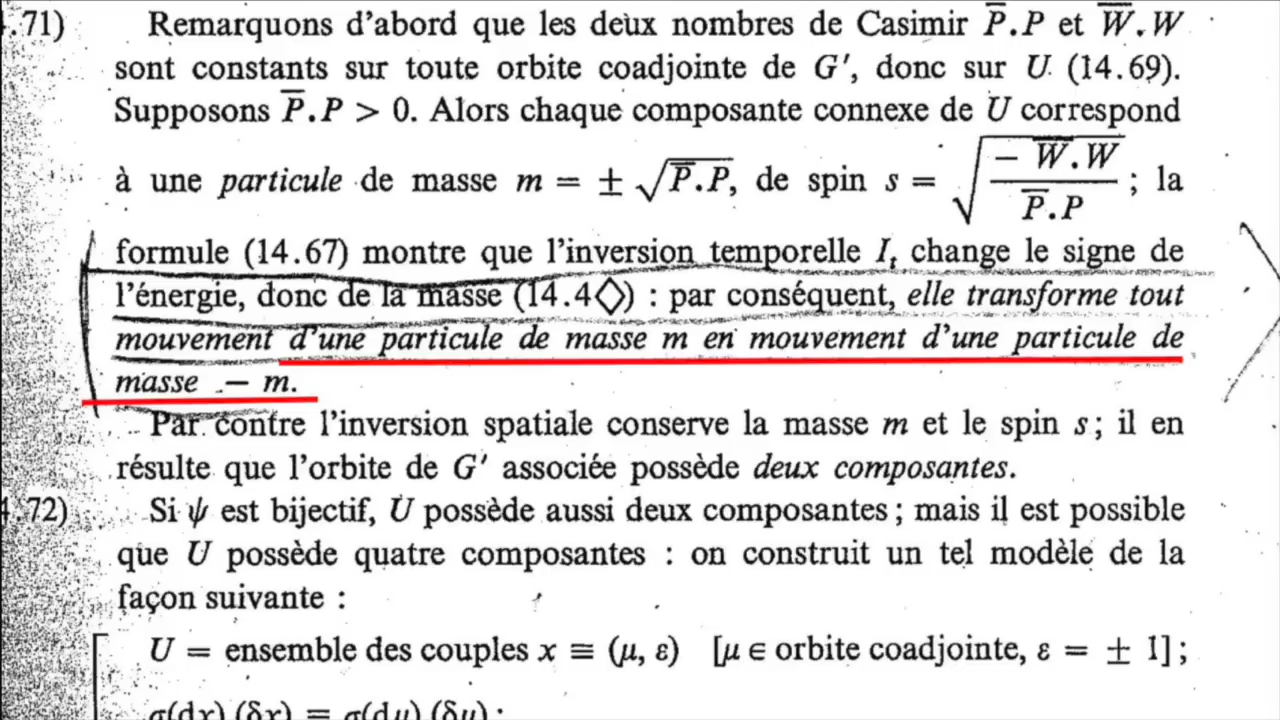 .71) Remarquons d'abord que les deux nombres de Casimir P̅.P et W̅.W
sont constants sur toute orbite coadjointe de G′, donc sur U (14.69).
Supposons P̅.P > 0. Alors chaque composante connexe de U correspond
à une particule de masse m = ± √(P̅.P), de spin s = √(− W̅.W / P̅.P) ; la
formule (14.67) montre que l'inversion temporelle Iₜ change le signe de
l'énergie, donc de la masse (14.4◇) : par conséquent, elle transforme tout
mouvement d'une particule de masse m en mouvement d'une particule de
masse − m.
Par contre l'inversion spatiale conserve la masse m et le spin s ; il en
résulte que l'orbite de G′ associée possède deux composantes.
.72) Si ψ est bijectif, U possède aussi deux composantes ; mais il est possible
que U possède quatre composantes : on construit un tel modèle de la
façon suivante :
U = ensemble des couples x ≡ (μ, ε) [μ ∈ orbite coadjointe, ε = ± 1] ;
σ(dx) (δx) = σ(dμ) (δμ) ;